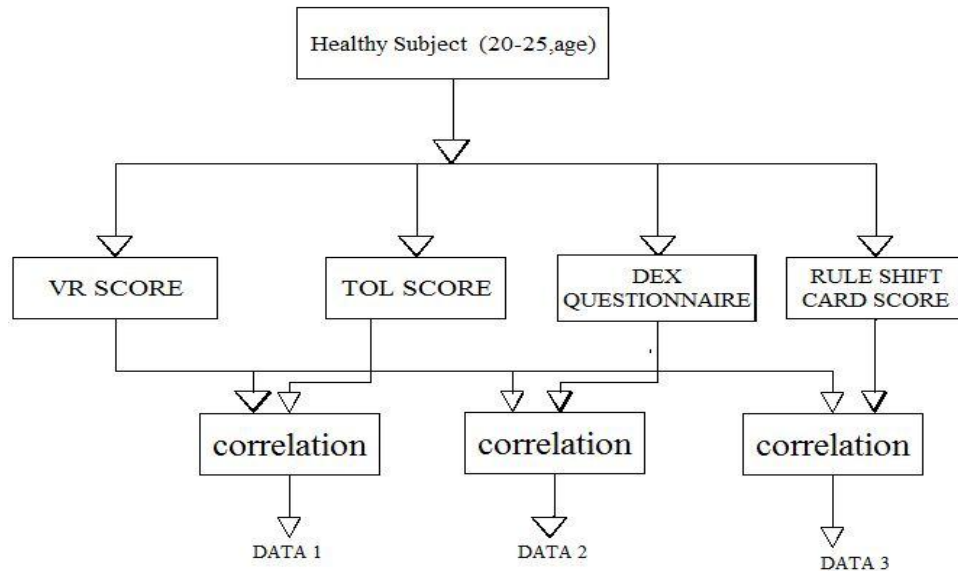 Healthy Subject (20-25,age)
VR SCORE
TOL SCORE
DEX
QUESTIONNAIRE
RULE SHIFT
CARD SCORE
correlation
correlation
correlation
DATA 1
DATA 2
DATA 3